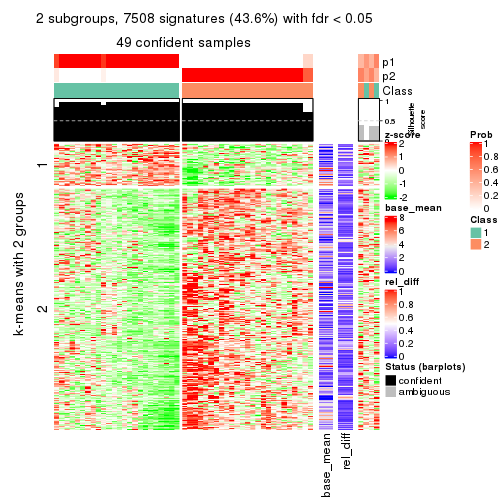 2 subgroups, 7508 signatures (43.6%) with fdr < 0.05
49 confident samples
p1
p2
Class
1
0.5
0
Silhouette
score
k-means with 2 groups
1
2
base_mean
rel_diff
z-score
2
1
0
-1
-2
base_mean
8
6
4
2
0
rel_diff
1
0.8
0.6
0.4
0.2
0
Status (barplots)
confident
ambiguous
Prob
1
0.8
0.6
0.4
0.2
0
Class
1
2